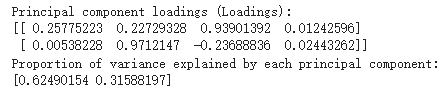 Principal component loadings (Loadings):
[[ 0.25775223  0.22729328  0.93901392  0.01242596]
 [ 0.00538228  0.9712147  -0.23688836  0.02443262]]
Proportion of variance explained by each principal component:
[0.62490154 0.31588197]